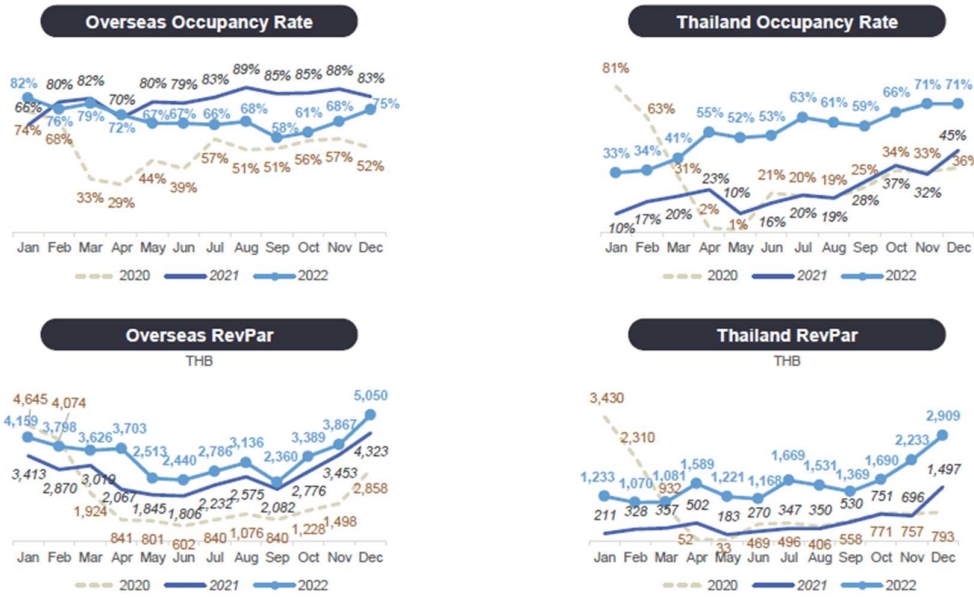 Overseas Occupancy Rate
82% 80% 82% 70% 80% 79% 83% 89% 85% 85% 88% 83%
66% 76% 79% 72% 67% 67% 66% 68% 58% 61% 68% 75%
74% 68% 33% 29% 44% 39% 57% 51% 51% 56% 57% 52%
Jan Feb Mar Apr May Jun Jul Aug Sep Oct Nov Dec
2020 2021 2022
Thailand Occupancy Rate
81% 63% 31% 2% 1% 21% 20% 19% 25% 34% 33% 36%
33% 34% 41% 55% 52% 53% 63% 61% 59% 66% 71% 71%
10% 17% 20% 23% 10% 16% 20% 19% 28% 37% 32% 45%
Jan Feb Mar Apr May Jun Jul Aug Sep Oct Nov Dec
2020 2021 2022
Overseas RevPar
THB
4,645 4,074 1,924 841 801 602 840 1,076 840 1,228 1,498 2,858
4,159 3,798 3,626 3,703 2,513 2,440 2,786 3,136 2,360 3,389 3,867 5,050
3,413 2,870 3,019 2,067 1,845 1,806 2,232 2,575 2,082 2,776 3,453 4,323
Jan Feb Mar Apr May Jun Jul Aug Sep Oct Nov Dec
2020 2021 2022
Thailand RevPar
THB
3,430 2,310 932 52 33 469 496 406 558 771 757 793
1,233 1,070 1,081 1,589 1,221 1,168 1,669 1,531 1,369 1,690 2,233 2,909
211 328 357 502 183 270 347 350 530 751 696 1,497
Jan Feb Mar Apr May Jun Jul Aug Sep Oct Nov Dec
2020 2021 2022